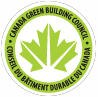 CANADA GREEN BUILDING COUNCIL
CONSEIL DU BÂTIMENT DURABLE DU CANADA